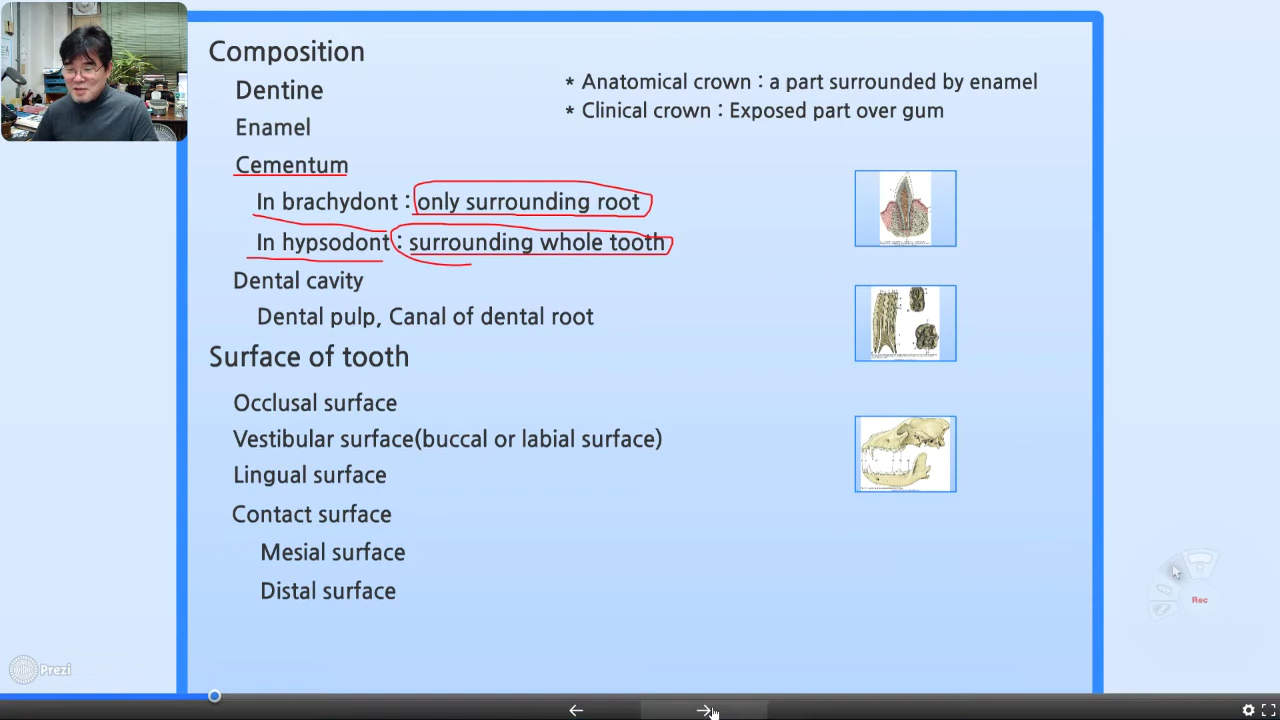 Composition
Dentine
Enamel
Cementum
In brachydont : only surrounding root
In hypsodont : surrounding whole tooth
Dental cavity
Dental pulp, Canal of dental root
* Anatomical crown : a part surrounded by enamel
* Clinical crown : Exposed part over gum
Surface of tooth
Occlusal surface
Vestibular surface(buccal or labial surface)
Lingual surface
Contact surface
Mesial surface
Distal surface
Rec
Prezi